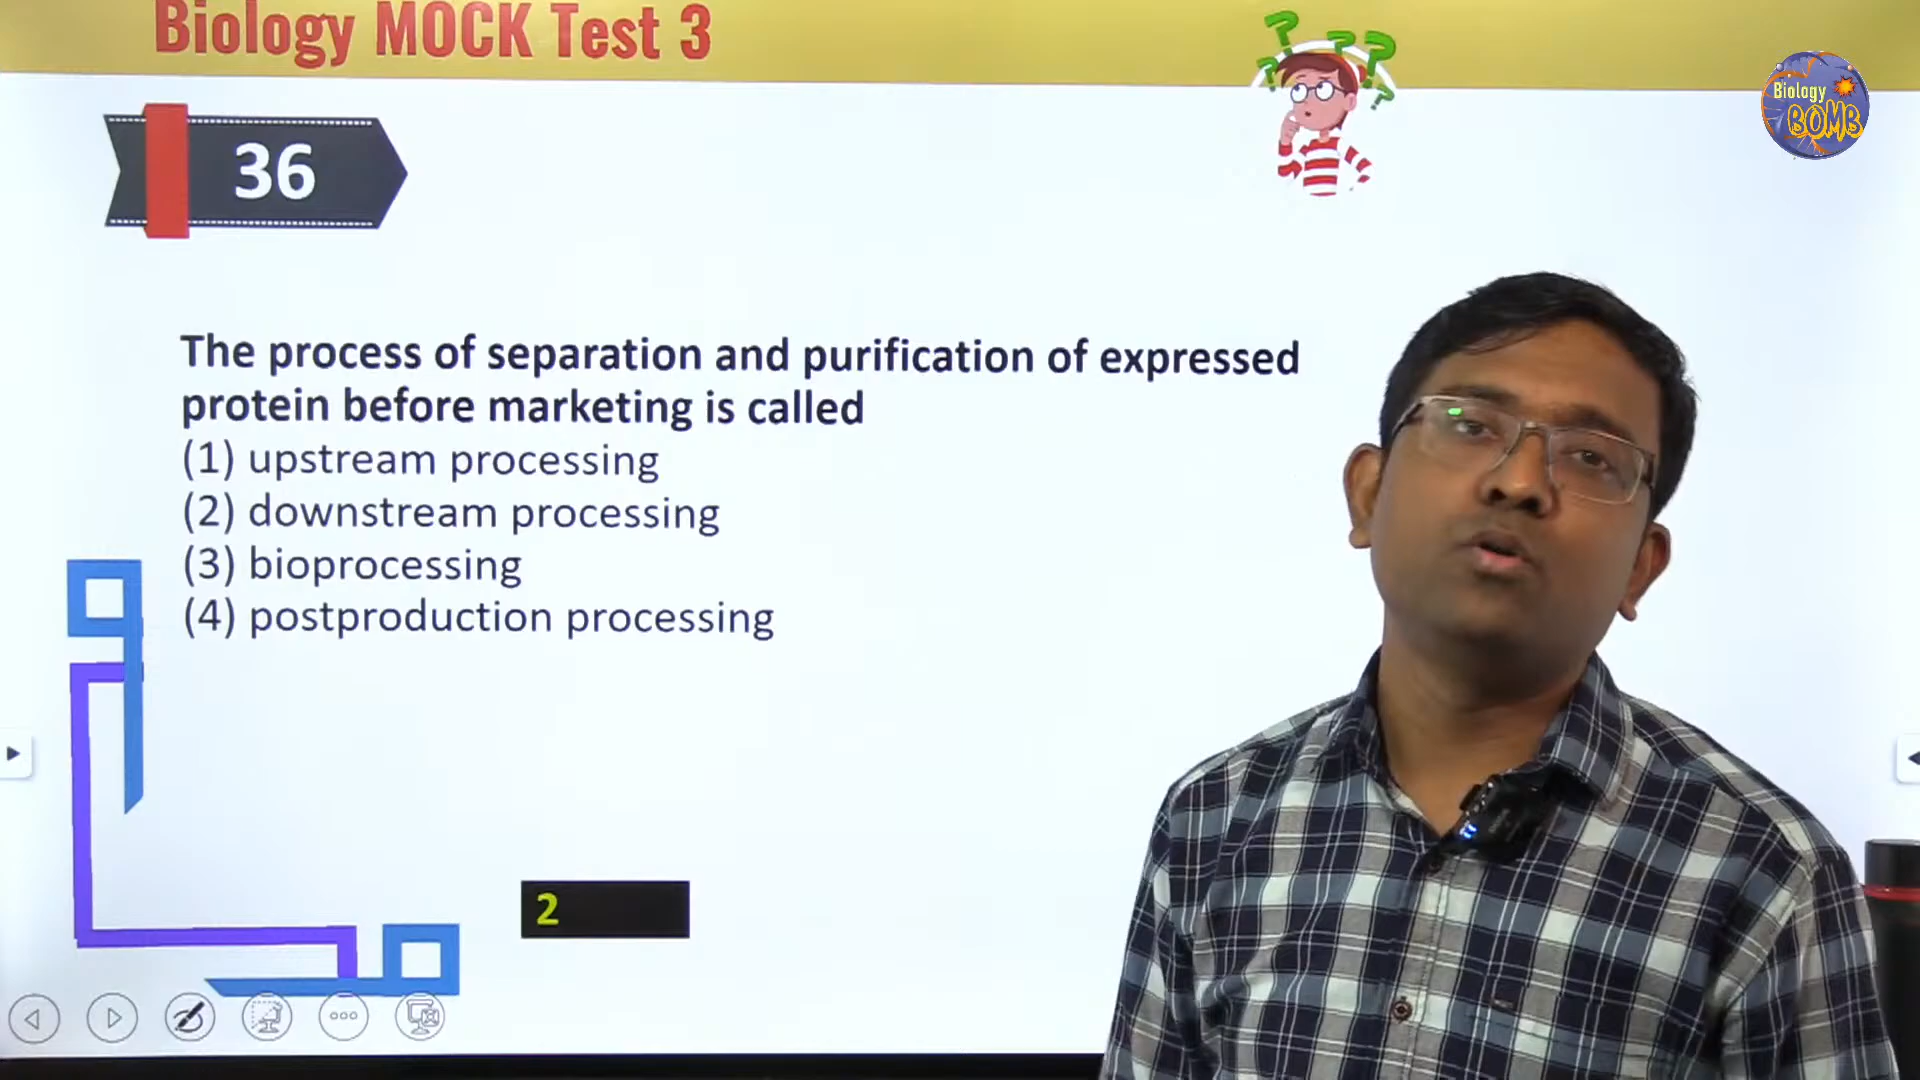 Biology MOCK Test 3
Biology
BOMB
36
The process of separation and purification of expressed
protein before marketing is called
(1) upstream processing
(2) downstream processing
(3) bioprocessing
(4) postproduction processing
2